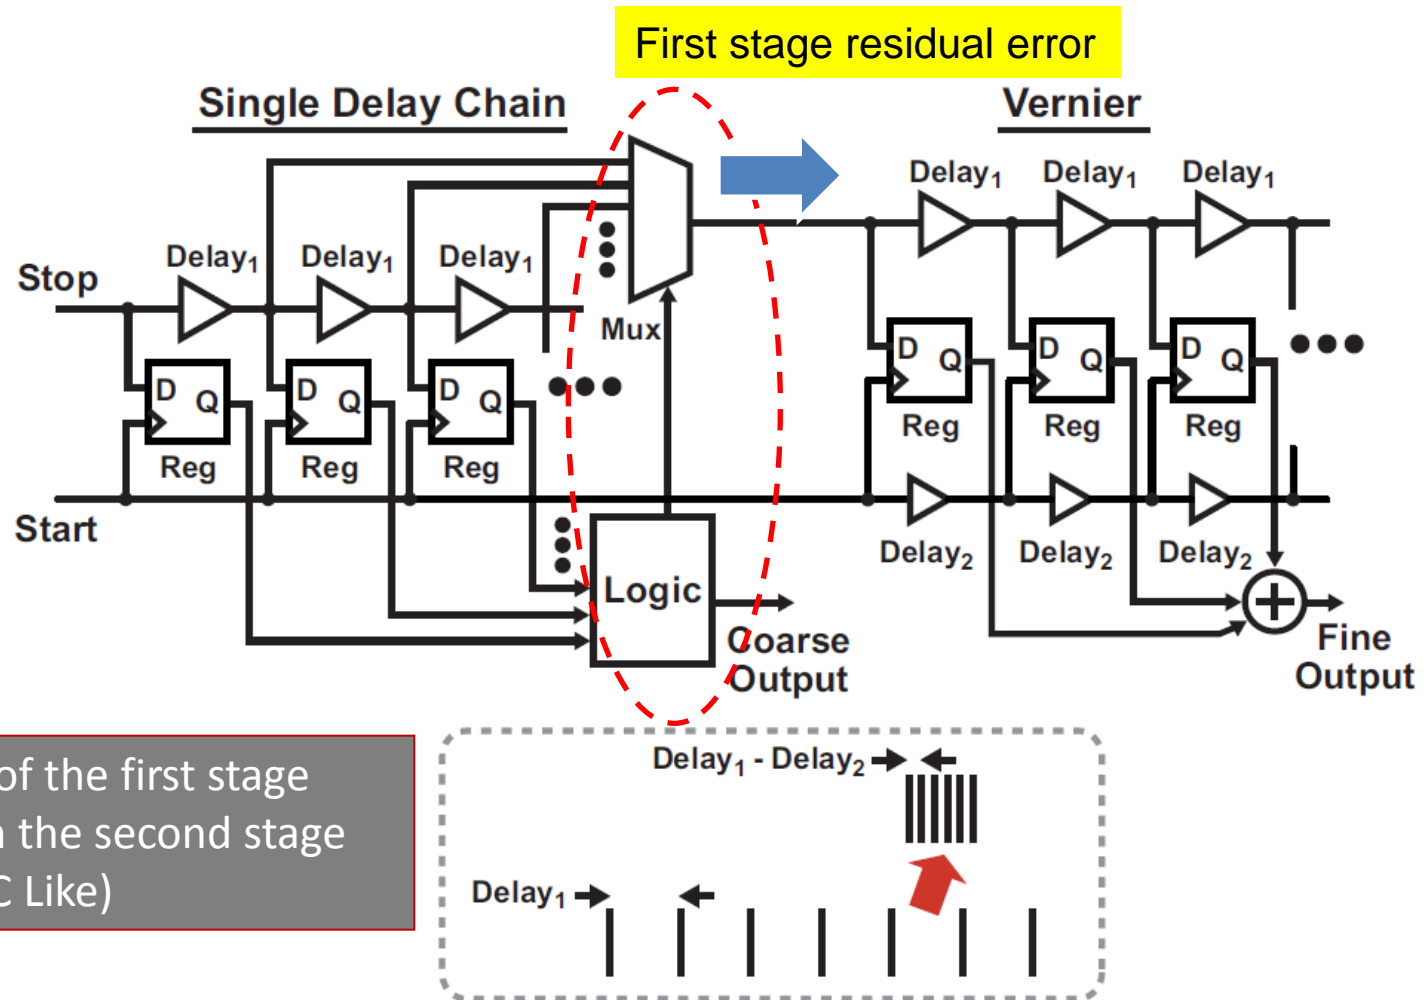 First stage residual error
Single Delay Chain
Vernier
Delay1 Delay1 Delay1
Delay1 Delay1 Delay1
Stop
Mux
D Q D Q D Q
D Q D Q D Q
Reg Reg Reg
Reg Reg Reg
Start
Delay2 Delay2 Delay2
Logic
+
Coarse
Output
Fine
Output
of the first stage
the second stage
C Like)
Delay1 - Delay2
Delay1